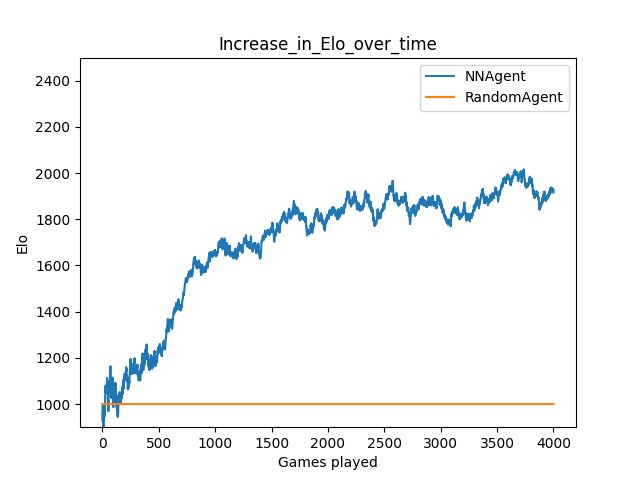 Increase_in_Elo_over_time
NNAgent
RandomAgent
2400
2200
2000
1800
1600
1400
1200
1000
Elo
0 500 1000 1500 2000 2500 3000 3500 4000
Games played